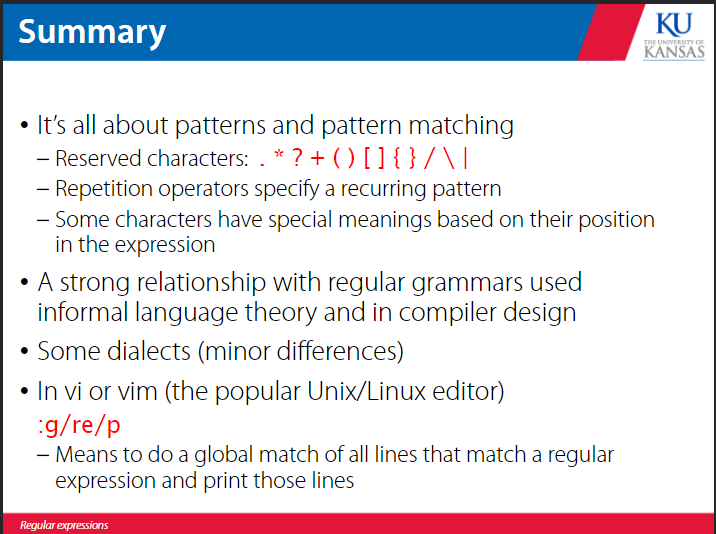 Summary
KU
THE UNIVERSITY OF
KANSAS
• It's all about patterns and pattern matching
– Reserved characters: . * ? + ( ) [ ] { } / \ |
– Repetition operators specify a recurring pattern
– Some characters have special meanings based on their position
in the expression
• A strong relationship with regular grammars used
informal language theory and in compiler design
• Some dialects (minor differences)
• In vi or vim (the popular Unix/Linux editor)
:g/re/p
– Means to do a global match of all lines that match a regular
expression and print those lines
Regular expressions